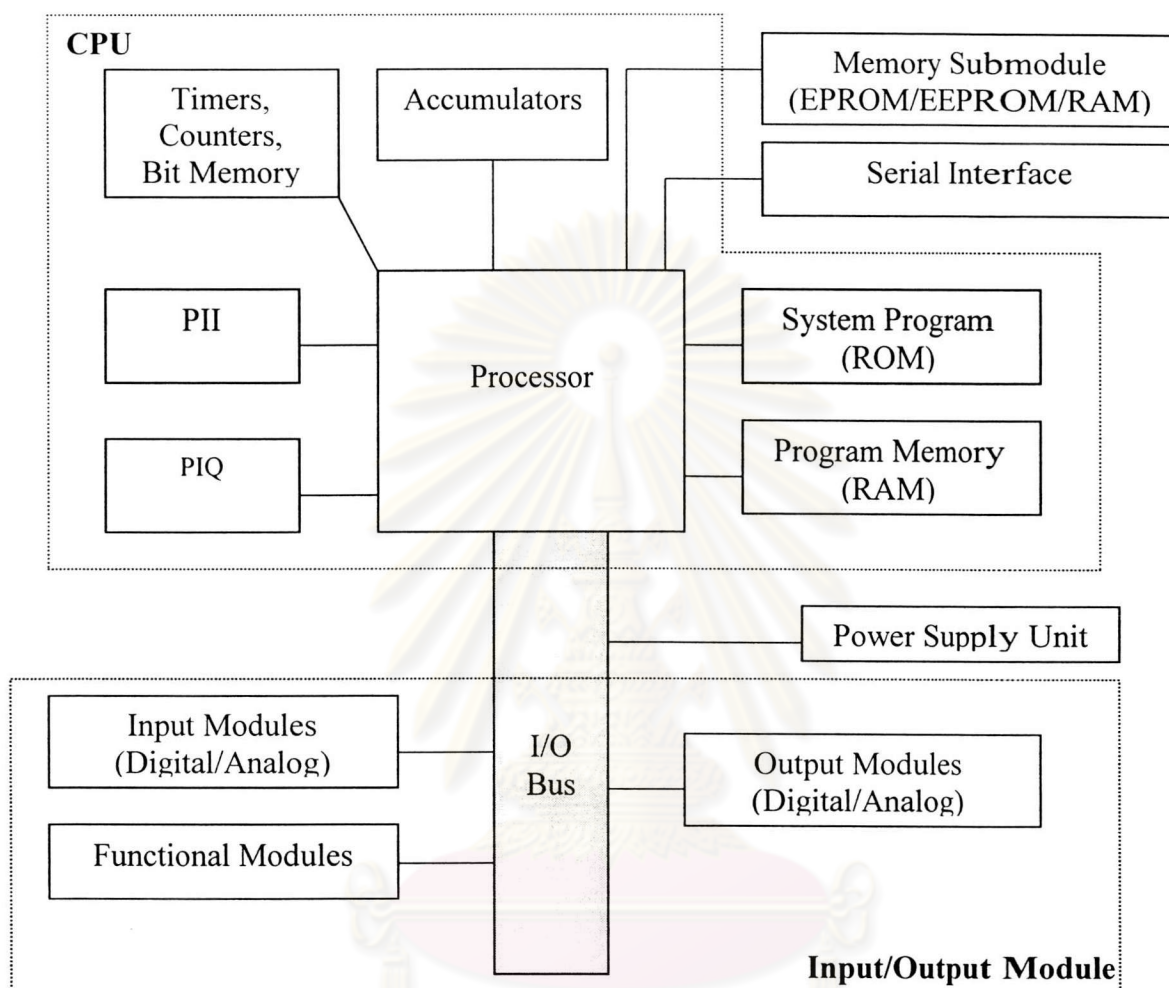 CPU
Timers,
Counters,
Bit Memory
Accumulators
Memory Submodule
(EPROM/EEPROM/RAM)
Serial Interface
PII
Processor
System Program
(ROM)
PIQ
Program Memory
(RAM)
Power Supply Unit
Input Modules
(Digital/Analog)
I/O
Bus
Output Modules
(Digital/Analog)
Functional Modules
Input/Output Module